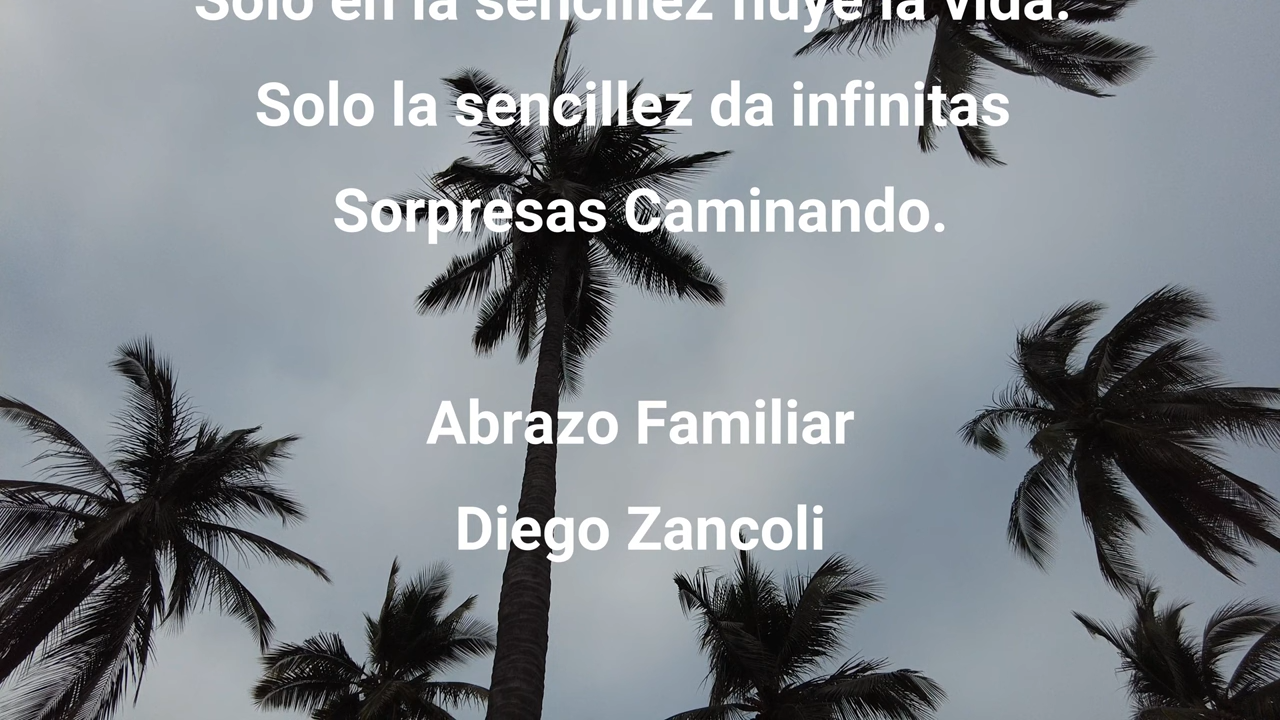 Solo en la sencillez fluye la vida.
Solo la sencillez da infinitas
Sorpresas Caminando.
Abrazo Familiar
Diego Zancoli